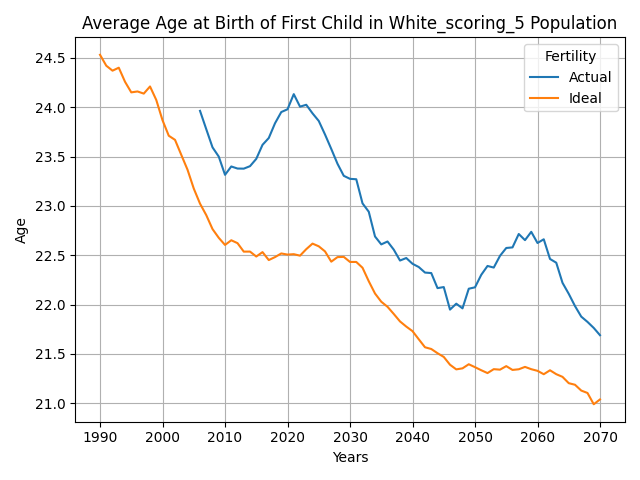 Average Age at Birth of First Child in White_scoring_5 Population
Fertility
Actual
Ideal
24.5
24.0
23.5
23.0
22.5
22.0
21.5
21.0
Age
1990 2000 2010 2020 2030 2040 2050 2060 2070
Years